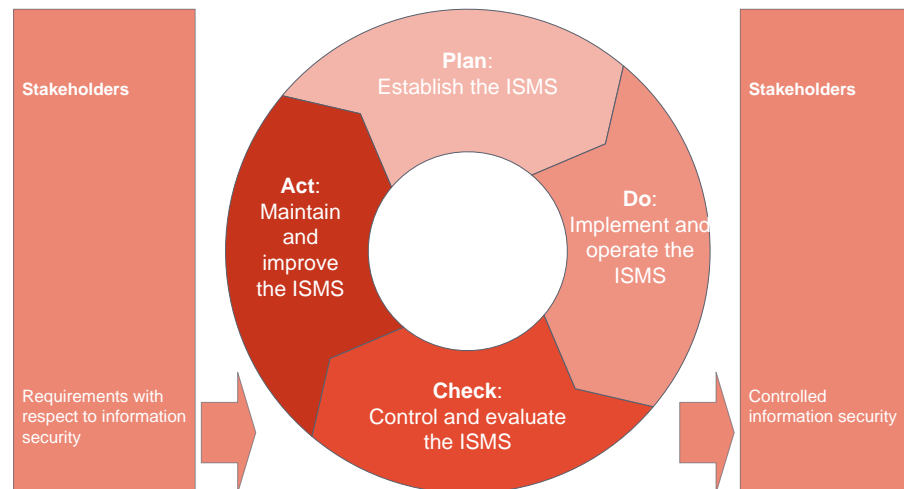 Stakeholders
Requirements with
respect to information
security
Plan:
Establish the ISMS
Do:
Implement and
operate the
ISMS
Check:
Control and evaluate
the ISMS
Act:
Maintain
and
improve
the ISMS
Stakeholders
Controlled
information security